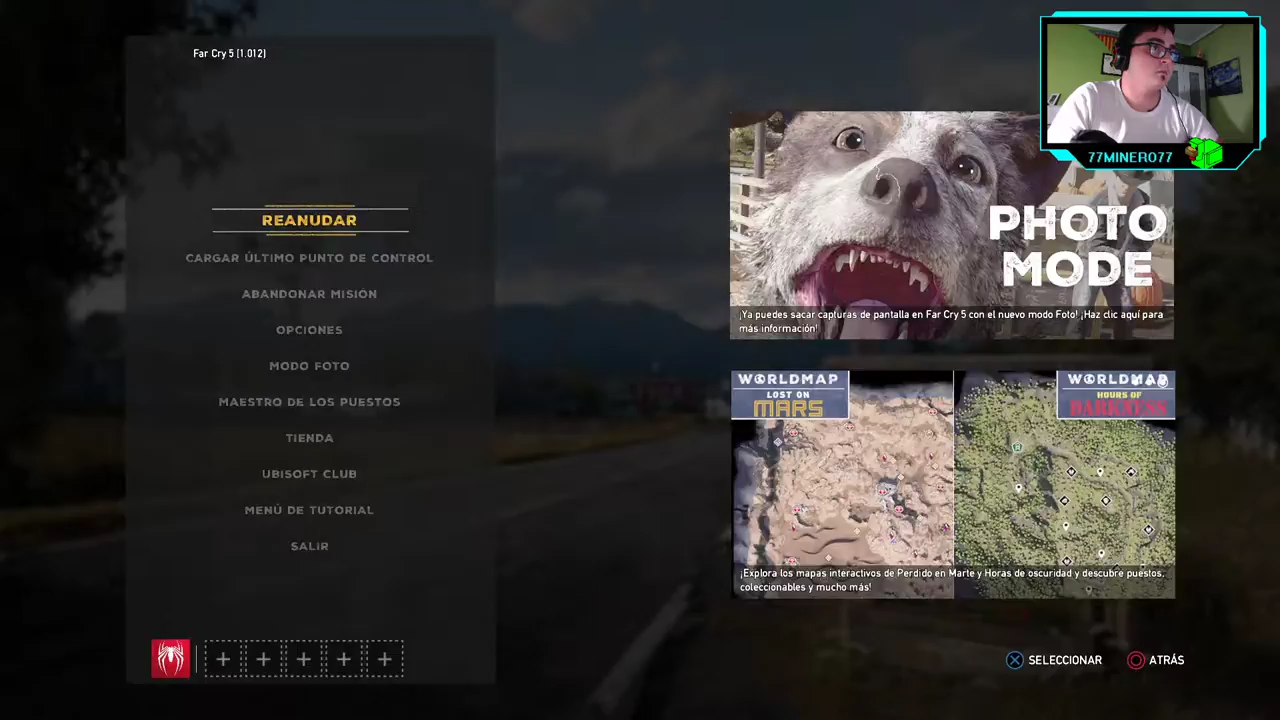 Far Cry 5 [1.012]
REANUDAR
CARGAR ÚLTIMO PUNTO DE CONTROL
ABANDONAR MISIÓN
OPCIONES
MODO FOTO
MAESTRO DE LOS PUESTOS
TIENDA
UBISOFT CLUB
MENÚ DE TUTORIAL
SALIR
77MINERO77
PHOTO
MODE
¡Ya puedes sacar capturas de pantalla en Far Cry 5 con el nuevo modo Foto! ¡Haz clic aquí para
más información!
WORLDMAP
LOST ON
MARS
WORLDMAP
HOURS OF
DARKNESS
¡Explora los mapas interactivos de Perdido en Marte y Horas de oscuridad y descubre puestos,
coleccionables y mucho más!
SELECCIONAR
ATRÁS